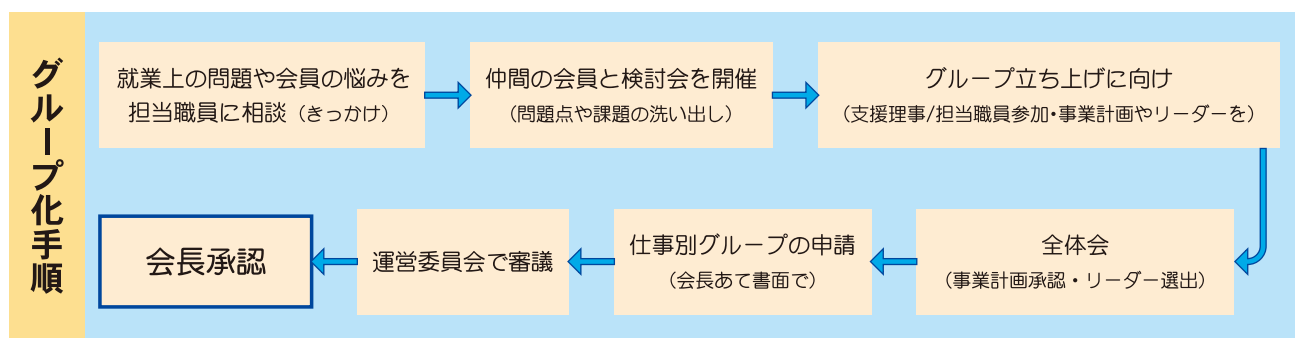 グループ化手順
就業上の問題や会員の悩みを
担当職員に相談（きっかけ）
仲間の会員と検討会を開催
（問題点や課題の洗い出し）
グループ立ち上げに向け
（支援理事/担当職員参加・事業計画やリーダーを）
全体会
（事業計画承認・リーダー選出）
仕事別グループの申請
（会長あて書面で）
運営委員会で審議
会長承認